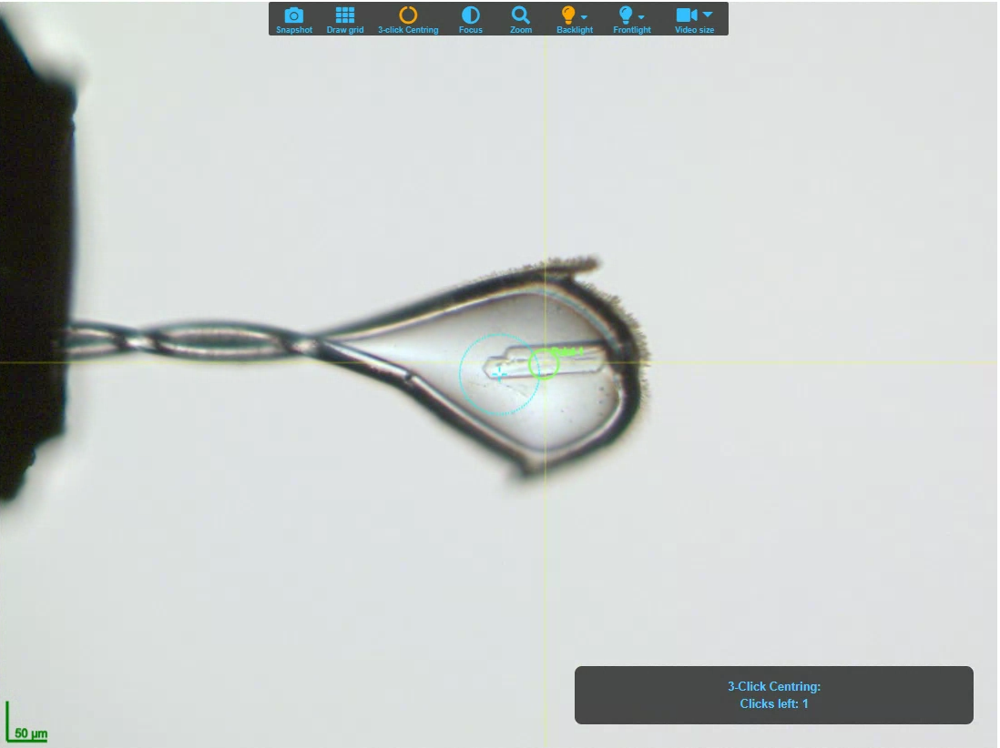 Snapshot
Draw grid
3-click Centring
Focus
Zoom
Backlight
Frontlight
Video size
3-Click Centring:
Clicks left: 1
50 µm